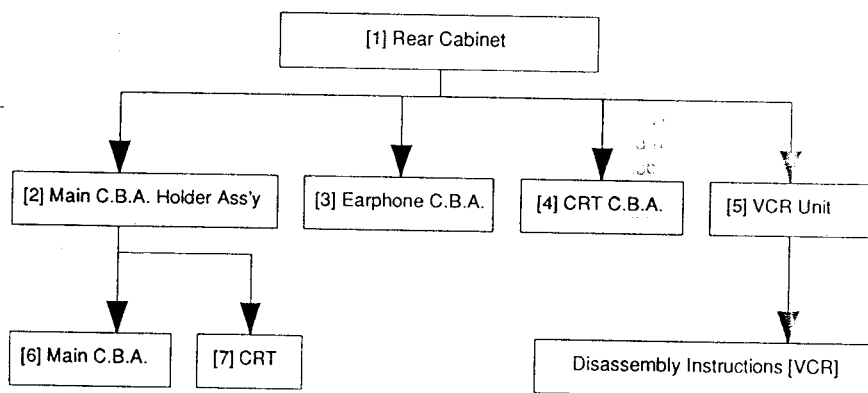 [1] Rear Cabinet
[2] Main C.B.A. Holder Ass'y
[3] Earphone C.B.A.
[4] CRT C.B.A.
[5] VCR Unit
[6] Main C.B.A.
[7] CRT
Disassembly Instructions [VCR]